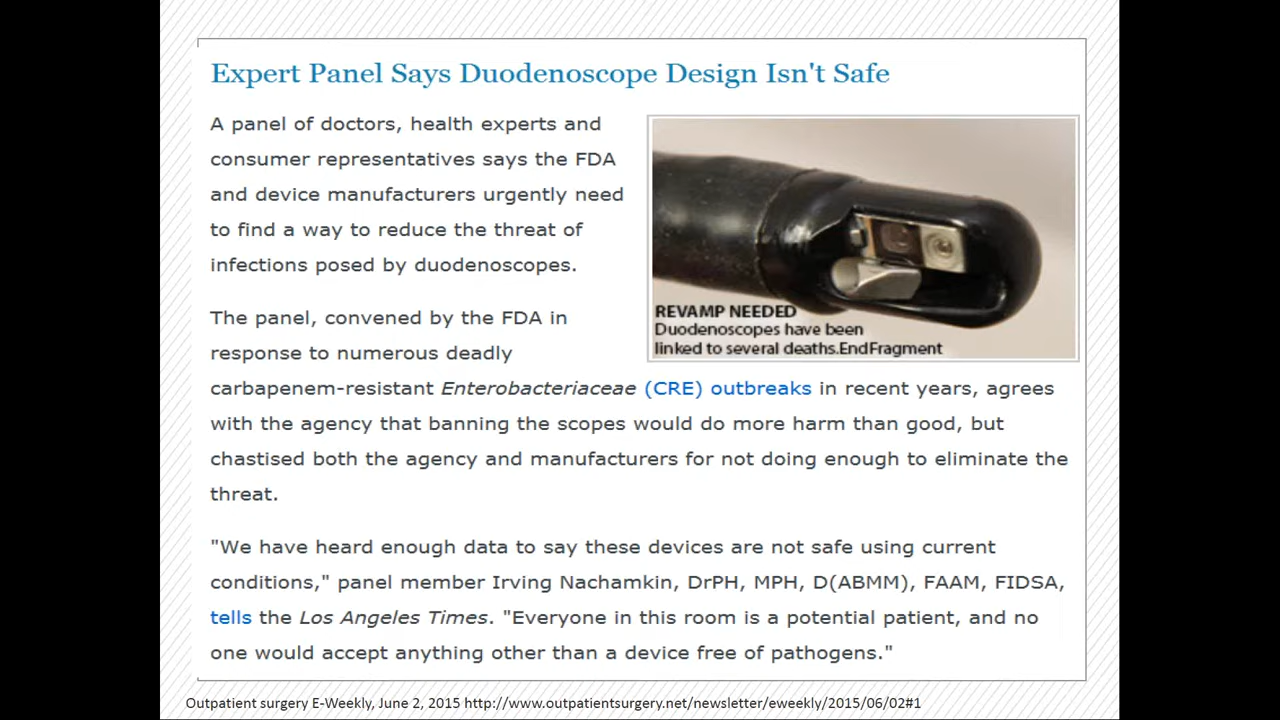 Expert Panel Says Duodenoscope Design Isn't Safe
A panel of doctors, health experts and
consumer representatives says the FDA
and device manufacturers urgently need
to find a way to reduce the threat of
infections posed by duodenoscopes.
REVAMP NEEDED
Duodenoscopes have been
linked to several deaths.EndFragment
The panel, convened by the FDA in
response to numerous deadly
carbapenem-resistant Enterobacteriaceae (CRE) outbreaks in recent years, agrees
with the agency that banning the scopes would do more harm than good, but
chastised both the agency and manufacturers for not doing enough to eliminate the
threat.
"We have heard enough data to say these devices are not safe using current
conditions," panel member Irving Nachamkin, DrPH, MPH, D(ABMM), FAAM, FIDSA,
tells the Los Angeles Times. "Everyone in this room is a potential patient, and no
one would accept anything other than a device free of pathogens."
Outpatient surgery E-Weekly, June 2, 2015 http://www.outpatientsurgery.net/newsletter/eweekly/2015/06/02#1